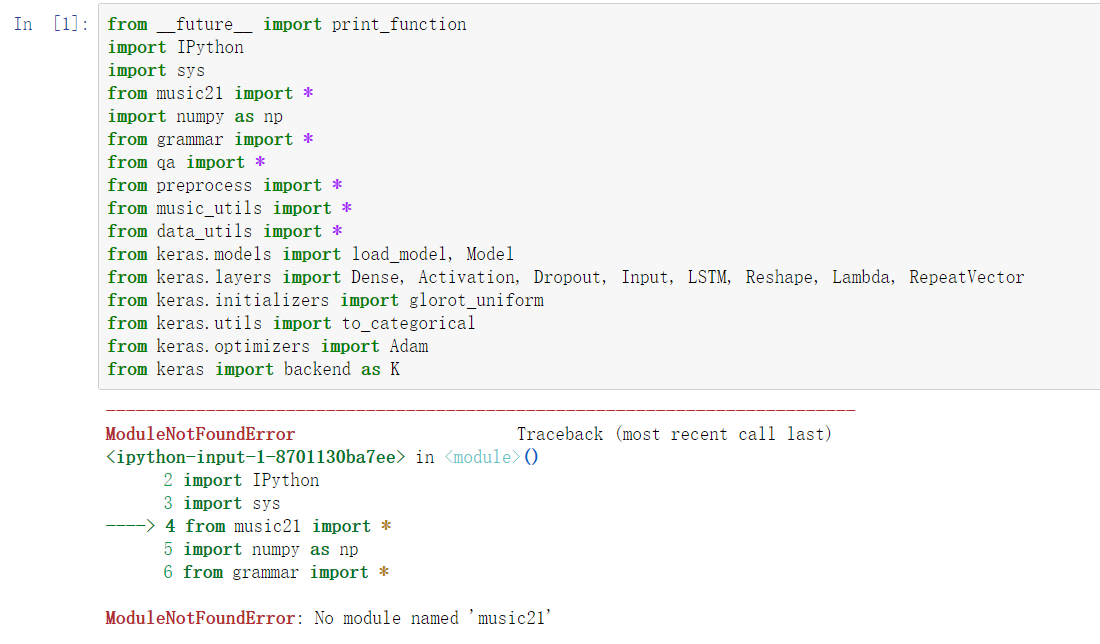 In [1]: from __future__ import print_function
import IPython
import sys
from music21 import *
import numpy as np
from grammar import *
from qa import *
from preprocess import *
from music_utils import *
from data_utils import *
from keras.models import load_model, Model
from keras.layers import Dense, Activation, Dropout, Input, LSTM, Reshape, Lambda, RepeatVector
from keras.initializers import glorot_uniform
from keras.utils import to_categorical
from keras.optimizers import Adam
from keras import backend as K
---------------------------------------------------------------------------
ModuleNotFoundError Traceback (most recent call last)
<ipython-input-1-8701130ba7ee> in <module>()
2 import IPython
3 import sys
----> 4 from music21 import *
5 import numpy as np
6 from grammar import *
ModuleNotFoundError: No module named 'music21'